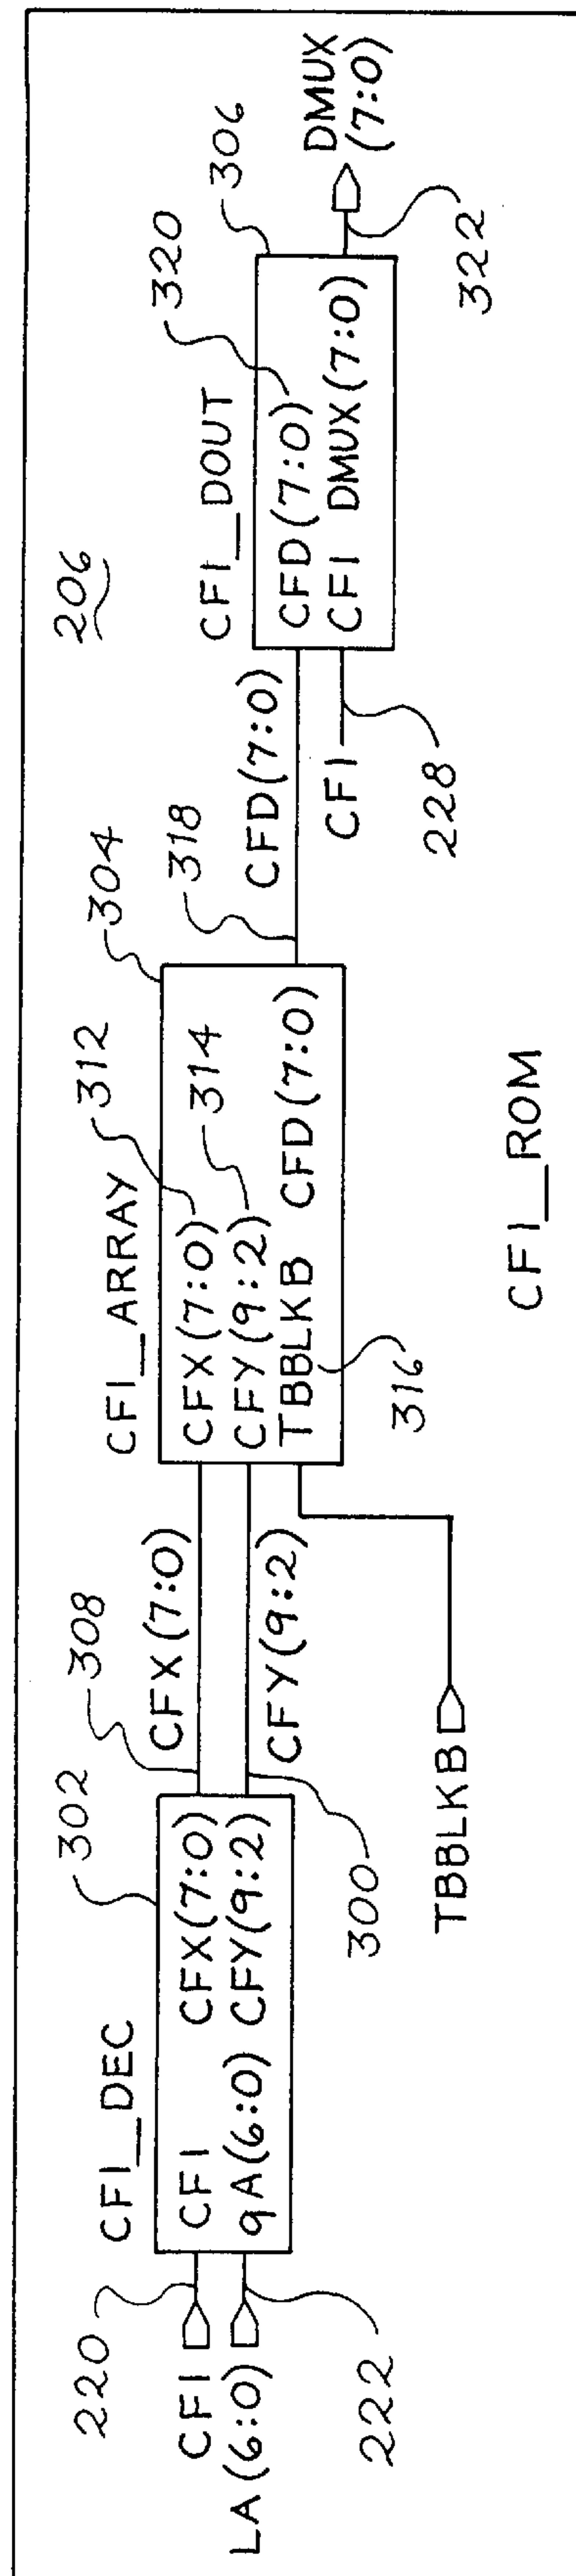 206
CFI_DEC
302
308
220
CFI
LA(6:0)
222
CFI CFX(7:0)
qA(6:0) CFY(9:2)
CFX(7:0)
CFY(9:2)
300
TBBLKB
CFI_ARRAY
312
304
318
CFX(7:0)
CFY(9:2)
314
TBBLKB CFD(7:0)
316
CFD(7:0)
CFI
228
CFI_DOUT
320
306
CFD(7:0)
CFI DMUX(7:0)
DMUX
(7:0)
322
CFI_ROM